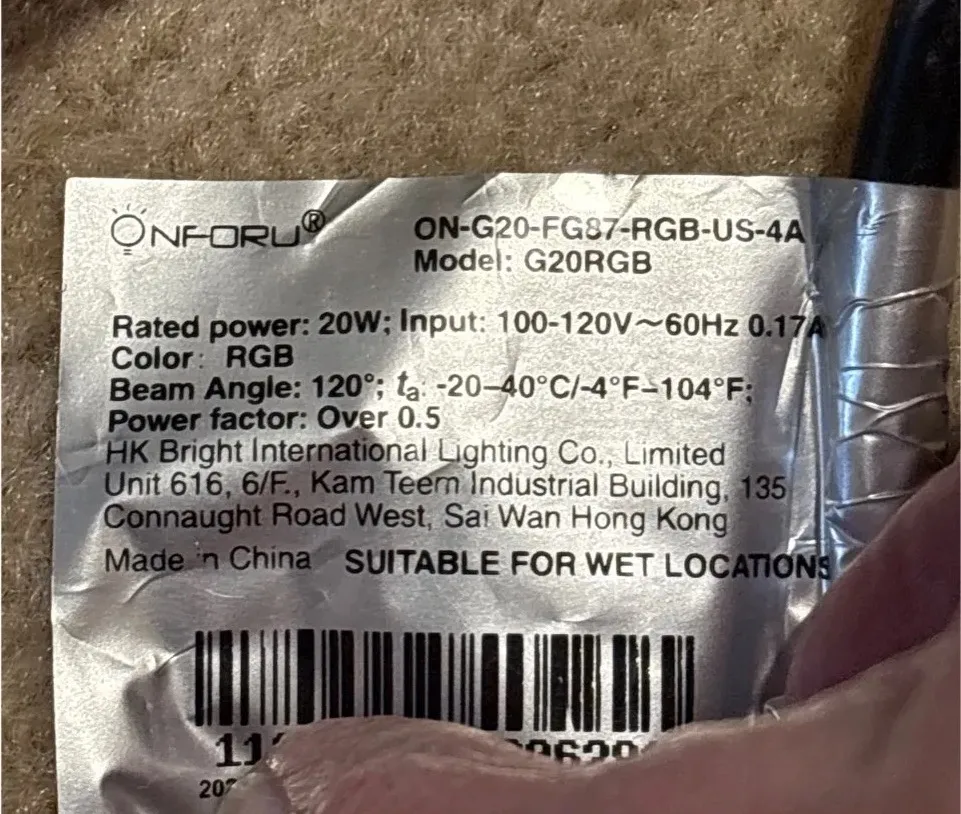 ONFORU®
ON-G20-FG87-RGB-US-4A
Model: G20RGB
Rated power: 20W; Input: 100-120V~60Hz 0.17A
Color: RGB
Beam Angle: 120°; ta: -20–40°C/-4°F–104°F;
Power factor: Over 0.5
HK Bright International Lighting Co., Limited
Unit 616, 6/F., Kam Teem Industrial Building, 135
Connaught Road West, Sai Wan Hong Kong
Made in China SUITABLE FOR WET LOCATIONS